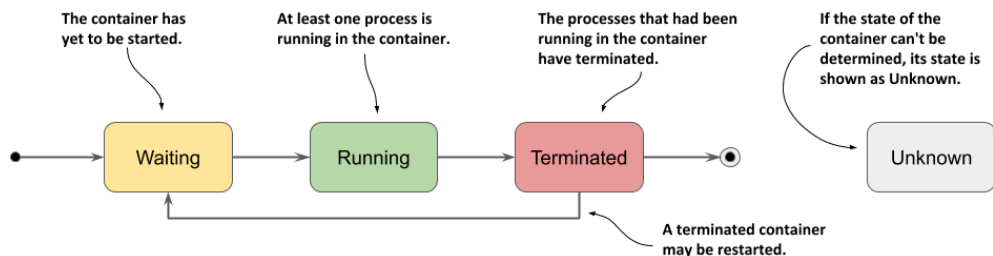 The container has
yet to be started.
At least one process is
running in the container.
The processes that had been
running in the container
have terminated.
If the state of the
container can't be
determined, its state is
shown as Unknown.
Waiting
Running
Terminated
Unknown
A terminated container
may be restarted.